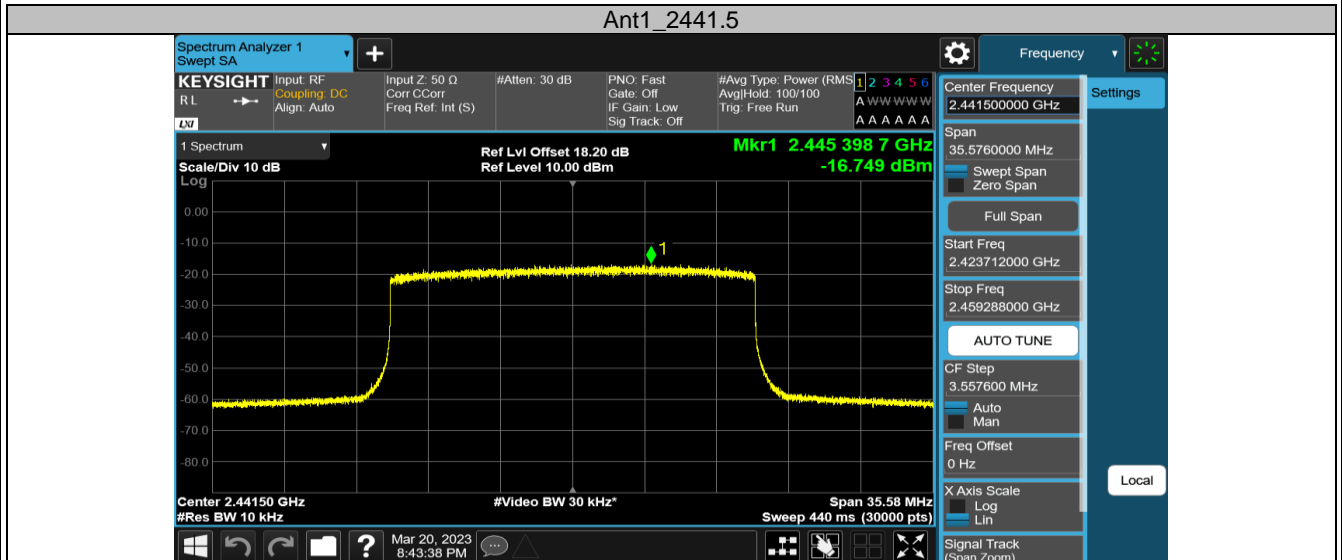 Ant1_2441.5
Spectrum Analyzer 1
Swept SA
Frequency
KEYSIGHT
RL
LXI
Input: RF
Coupling: DC
Align: Auto
Input Z: 50 Ω
Corr CCorr
Freq Ref: Int (S)
#Atten: 30 dB
PNO: Fast
Gate: Off
IF Gain: Low
Sig Track: Off
#Avg Type: Power (RMS
Avg|Hold: 100/100
Trig: Free Run
1 2 3 4 5 6
A W W W W W
A A A A A A
1 Spectrum
Scale/Div 10 dB
Log
Ref Lvl Offset 18.20 dB
Ref Level 10.00 dBm
Mkr1 2.445 398 7 GHz
-16.749 dBm
0.00
-10.0
-20.0
-30.0
-40.0
-50.0
-60.0
-70.0
-80.0
1
Center 2.44150 GHz
#Res BW 10 kHz
#Video BW 30 kHz*
Span 35.58 MHz
Sweep 440 ms (30000 pts)
Center Frequency
2.441500000 GHz
Settings
Span
35.5760000 MHz
Swept Span
Zero Span
Full Span
Start Freq
2.423712000 GHz
Stop Freq
2.459288000 GHz
AUTO TUNE
CF Step
3.557600 MHz
Auto
Man
Freq Offset
0 Hz
X Axis Scale
Log
Lin
Local
Signal Track
(Span Zoom)
?
Mar 20, 2023
8:43:38 PM